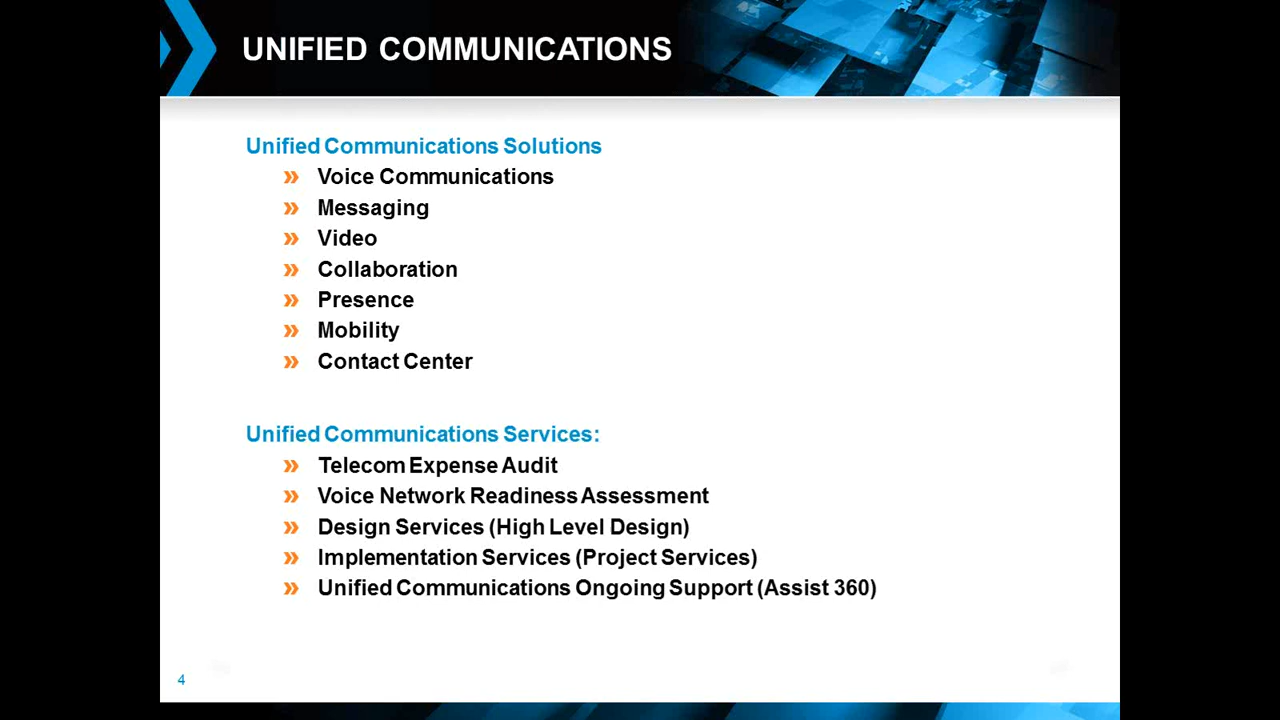 UNIFIED COMMUNICATIONS
Unified Communications Solutions
» Voice Communications
» Messaging
» Video
» Collaboration
» Presence
» Mobility
» Contact Center
Unified Communications Services:
» Telecom Expense Audit
» Voice Network Readiness Assessment
» Design Services (High Level Design)
» Implementation Services (Project Services)
» Unified Communications Ongoing Support (Assist 360)
4